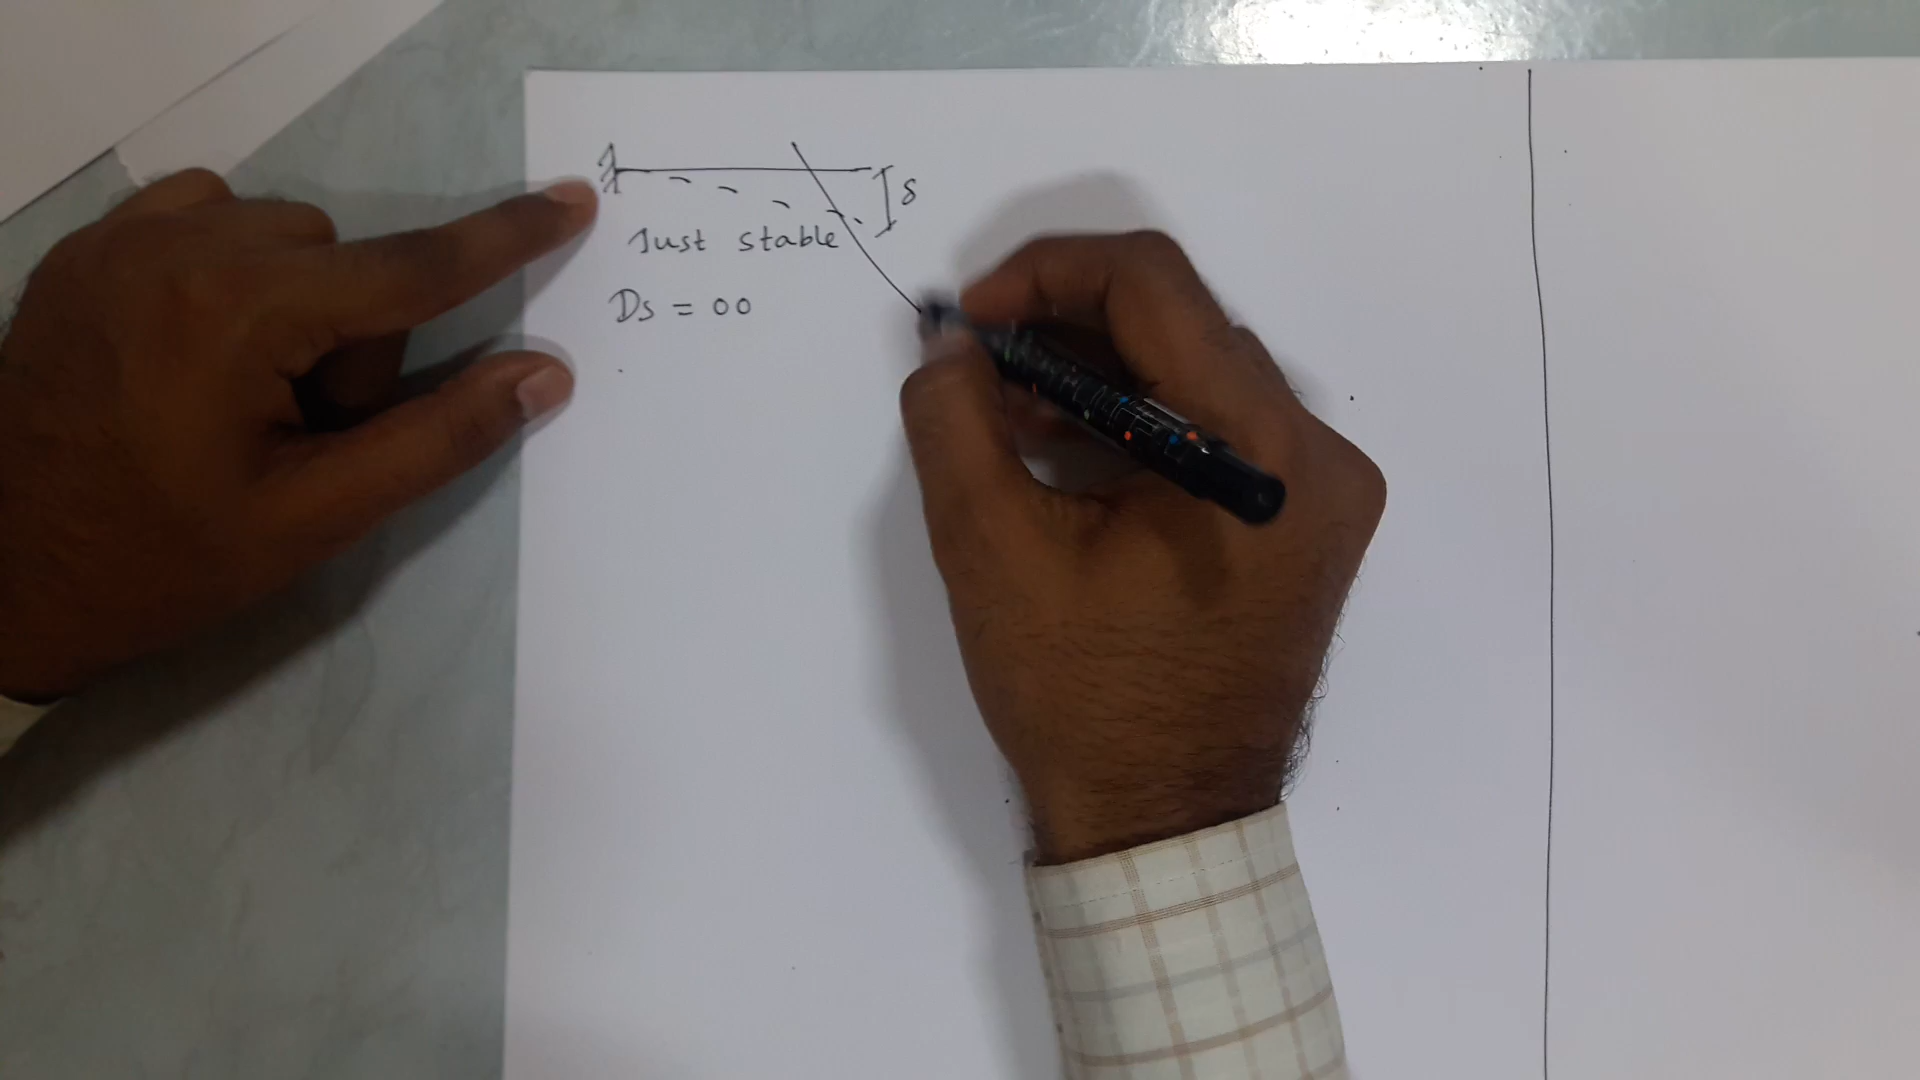 δ
Just stable
Ds = 00